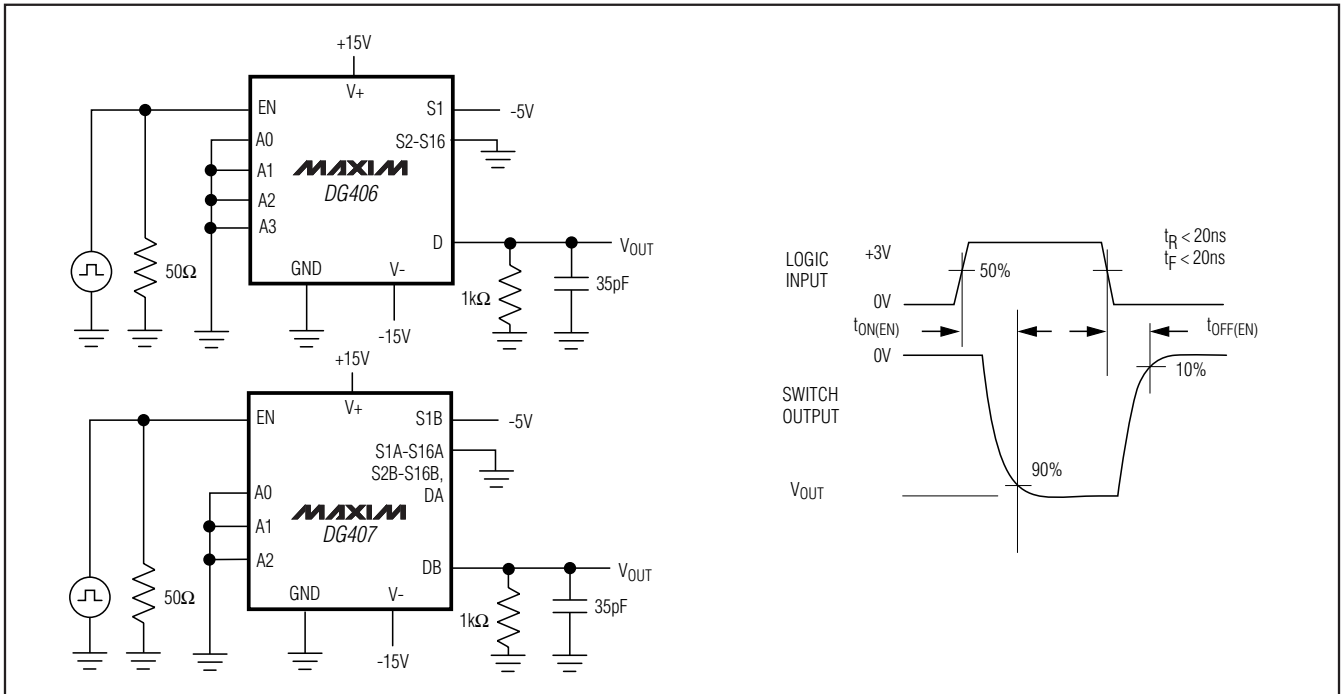 +15V
V+
EN
S1
-5V
A0
S2-S16
A1
MAXIM
DG406
A2
A3
D
VOUT
50Ω
GND
V-
1kΩ
35pF
-15V
+15V
V+
EN
S1B
-5V
S1A-S16A
S2B-S16B,
DA
A0
MAXIM
DG407
A1
A2
DB
VOUT
50Ω
GND
V-
1kΩ
35pF
-15V
LOGIC
INPUT
+3V
50%
tR < 20ns
tF < 20ns
0V
tON(EN)
tOFF(EN)
0V
10%
SWITCH
OUTPUT
90%
VOUT